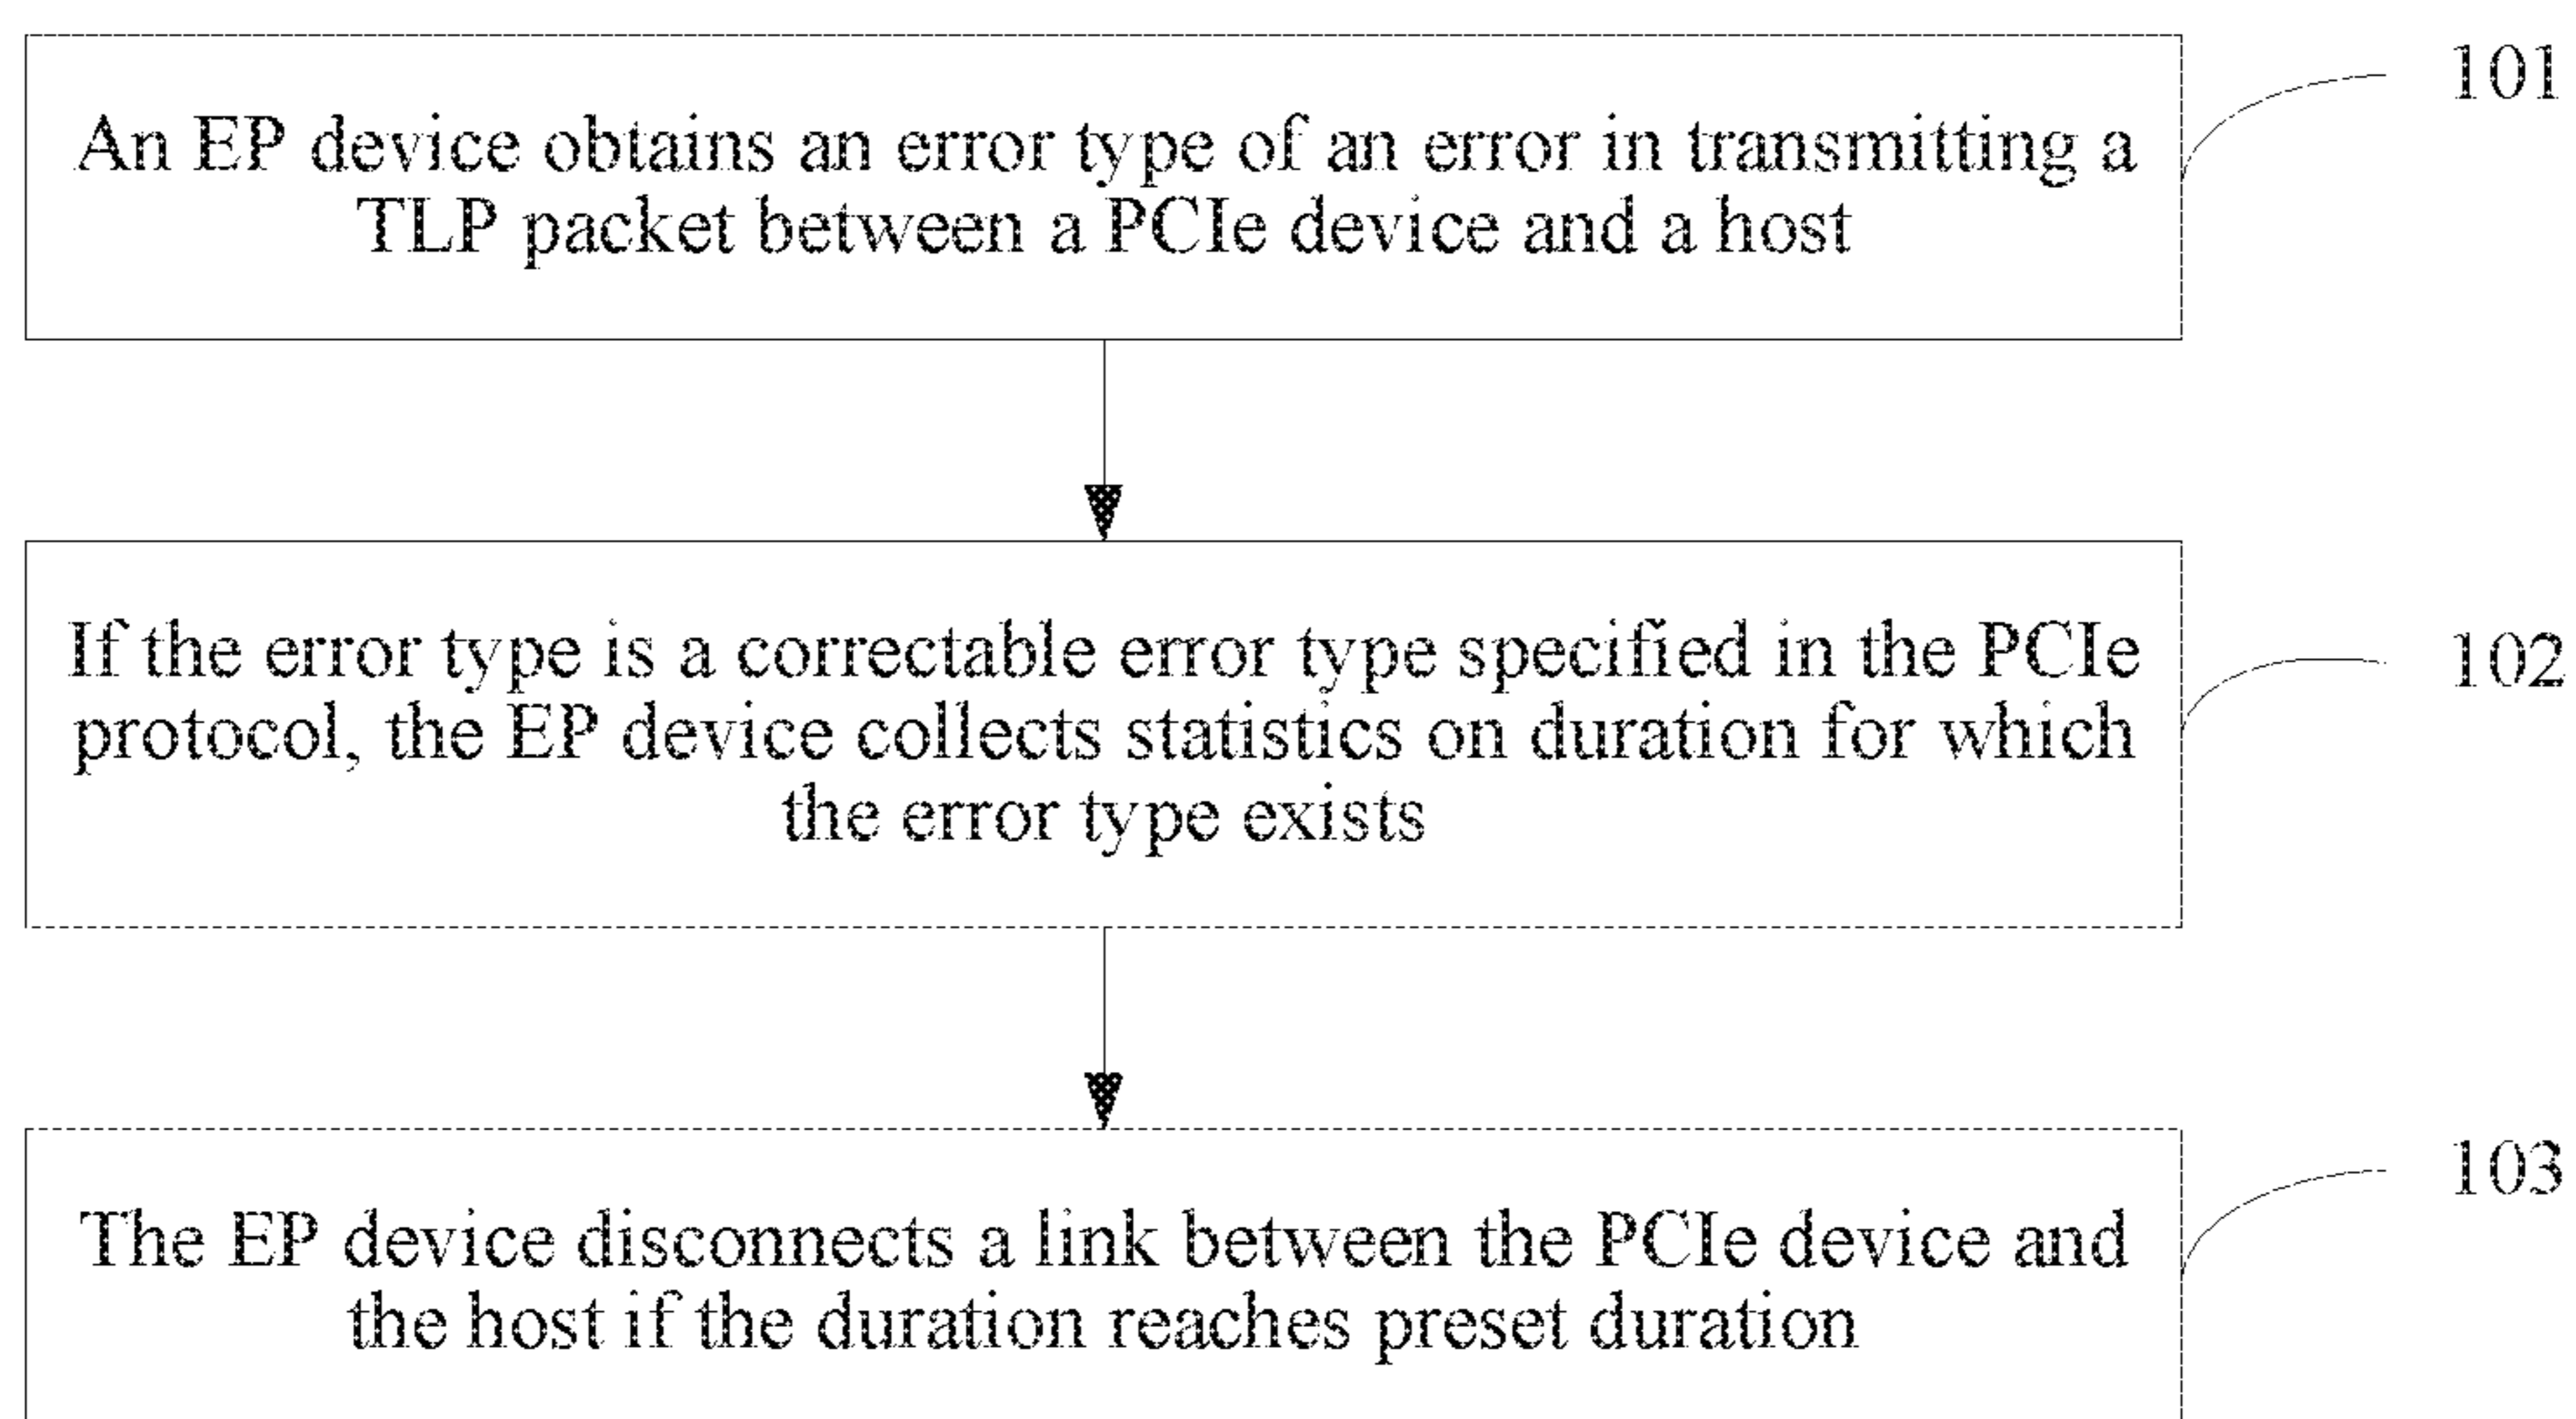 An EP device obtains an error type of an error in transmitting a
TLP packet between a PCIe device and a host
101
If the error type is a correctable error type specified in the PCIe
protocol, the EP device collects statistics on duration for which
the error type exists
102
The EP device disconnects a link between the PCIe device and
the host if the duration reaches preset duration
103